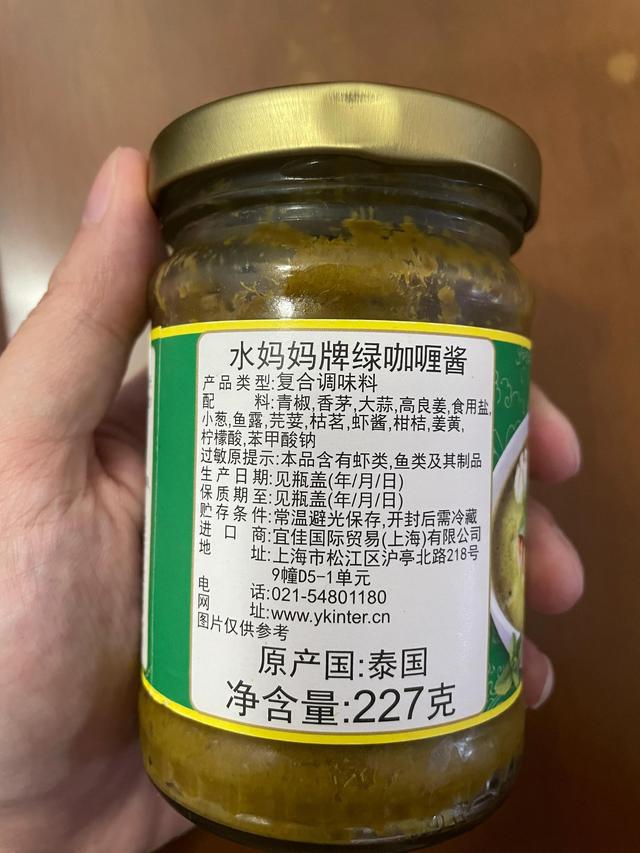 水妈妈牌绿咖喱酱
产品类型:复合调味料
配料:青椒,香茅,大蒜,高良姜,食用盐,
小葱,鱼露,芫荽,枯茗,虾酱,柑桔,姜黄,
柠檬酸,苯甲酸钠
过敏原提示:本品含有虾类,鱼类及其制品
生产日期:见瓶盖(年/月/日)
保质期至:见瓶盖(年/月/日)
贮存条件:常温避光保存,开封后需冷藏
进口商:宜佳国际贸易(上海)有限公司
地址:上海市松江区沪亭北路218号
9幢D5-1单元
电话:021-54801180
网址:www.ykinter.cn
图片仅供参考
原产国:泰国
净含量:227克